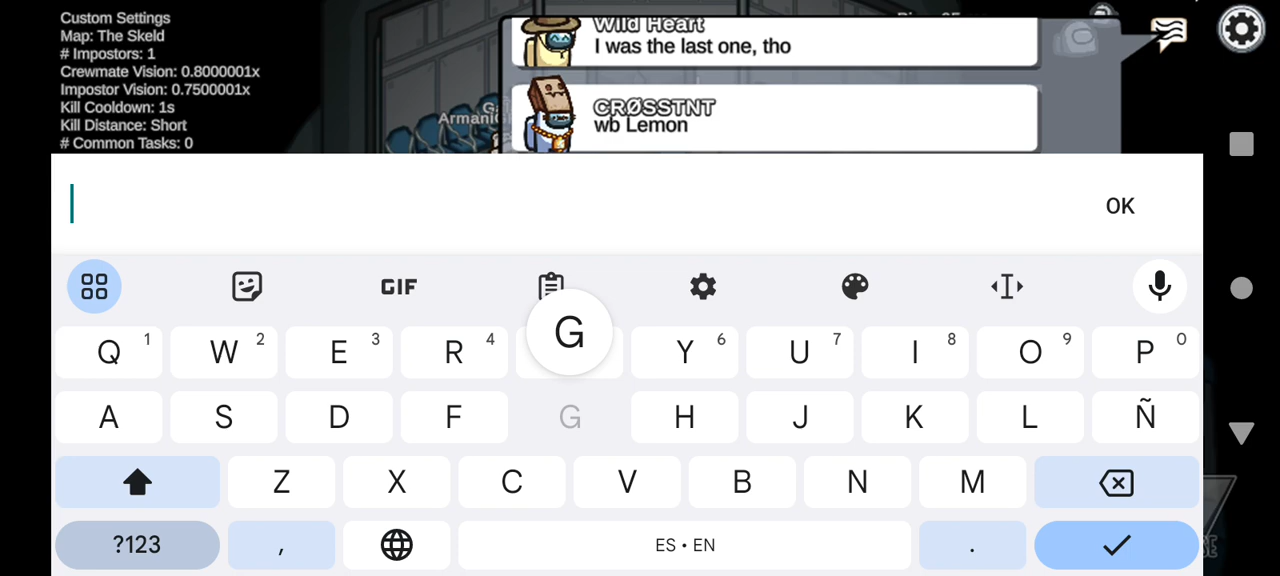 Custom Settings
Map: The Skeld
# Impostors: 1
Crewmate Vision: 0.8000001x
Impostor Vision: 0.7500001x
Kill Cooldown: 1s
Kill Distance: Short
# Common Tasks: 0
Wild Heart
I was the last one, tho
CRØSSTNT
wb Lemon
OK
GIF
Q 1 W 2 E 3 R 4 G Y 6 U 7 I 8 O 9 P 0
A S D F G H J K L Ñ
Z X C V B N M
?123 , ES • EN .